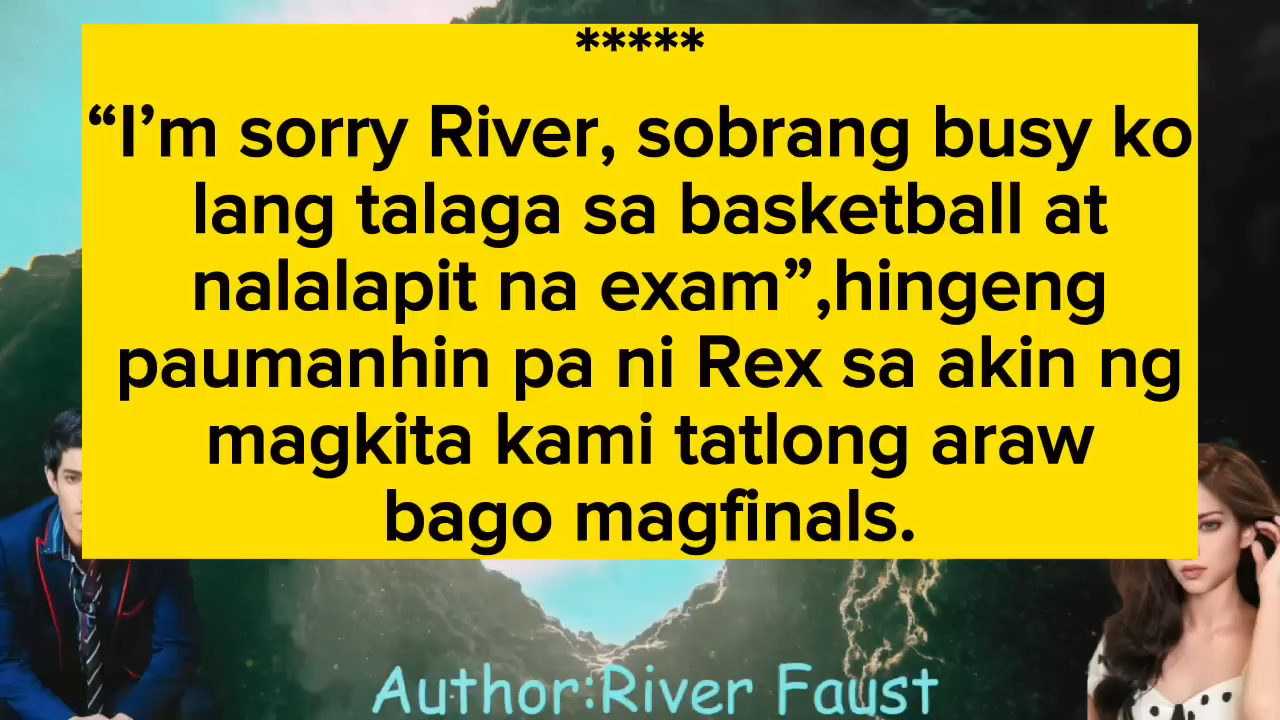 *****
“I’m sorry River, sobrang busy ko
lang talaga sa basketball at
nalalapit na exam”,hingeng
paumanhin pa ni Rex sa akin ng
magkita kami tatlong araw
bago magfinals.
Author:River Faust